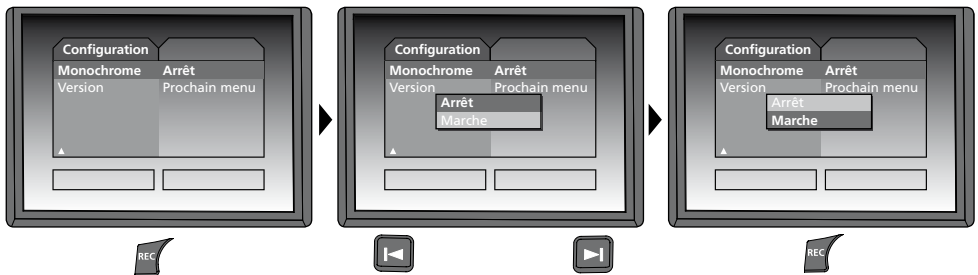 Configuration
Monochrome Arrêt
Version Prochain menu
REC
Configuration
Monochrome Arrêt
Version Prochain menu
Arrêt
Marche
Configuration
Monochrome Arrêt
Version Prochain menu
Arrêt
Marche
REC